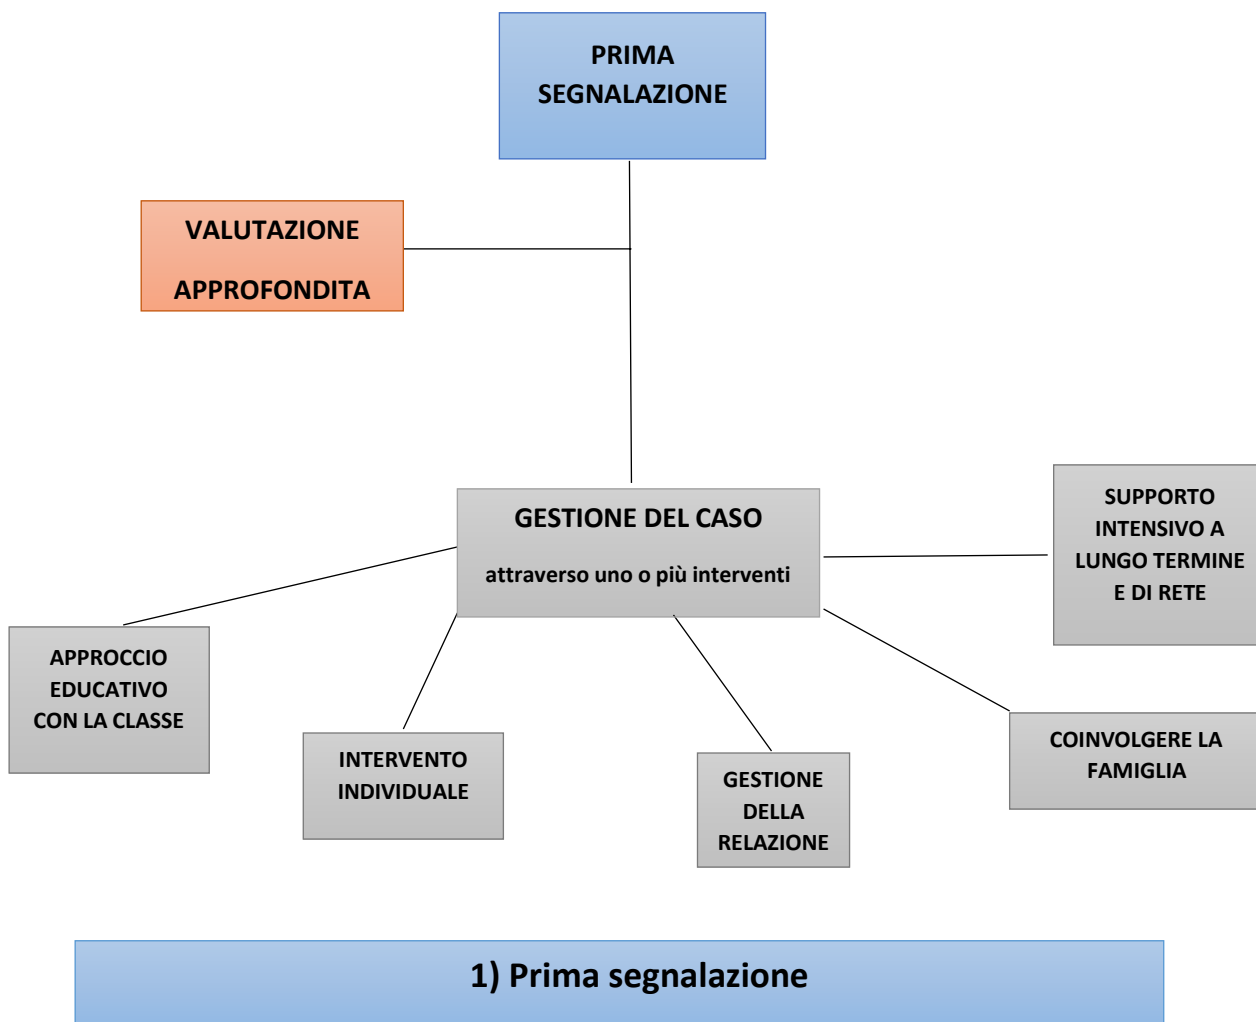 PRIMA
SEGNALAZIONE
VALUTAZIONE
APPROFONDITA
GESTIONE DEL CASO
attraverso uno o più interventi
SUPPORTO
INTENSIVO A
LUNGO TERMINE
E DI RETE
APPROCCIO
EDUCATIVO
CON LA CLASSE
INTERVENTO
INDIVIDUALE
GESTIONE
DELLA
RELAZIONE
COINVOLGERE LA
FAMIGLIA
1) Prima segnalazione